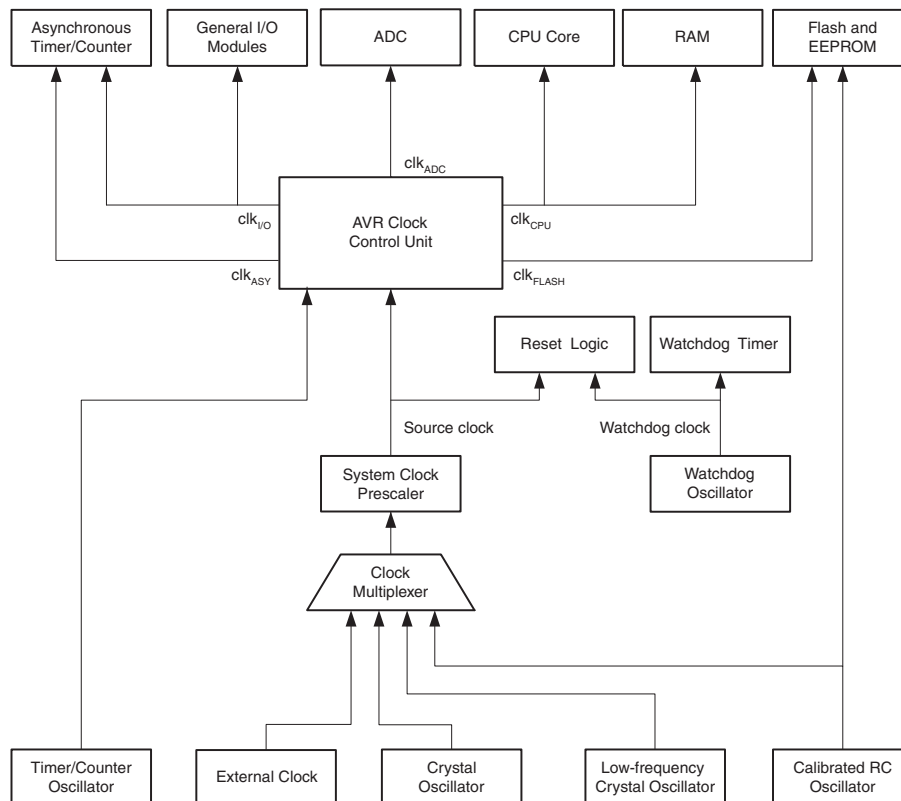 Asynchronous
Timer/Counter
General I/O
Modules
ADC
CPU Core
RAM
Flash and
EEPROM
clkADC
clkI/O
AVR Clock
Control Unit
clkCPU
clkASY
clkFLASH
Reset Logic
Watchdog Timer
Source clock
Watchdog clock
System Clock
Prescaler
Watchdog
Oscillator
Clock
Multiplexer
Timer/Counter
Oscillator
External Clock
Crystal
Oscillator
Low-frequency
Crystal Oscillator
Calibrated RC
Oscillator